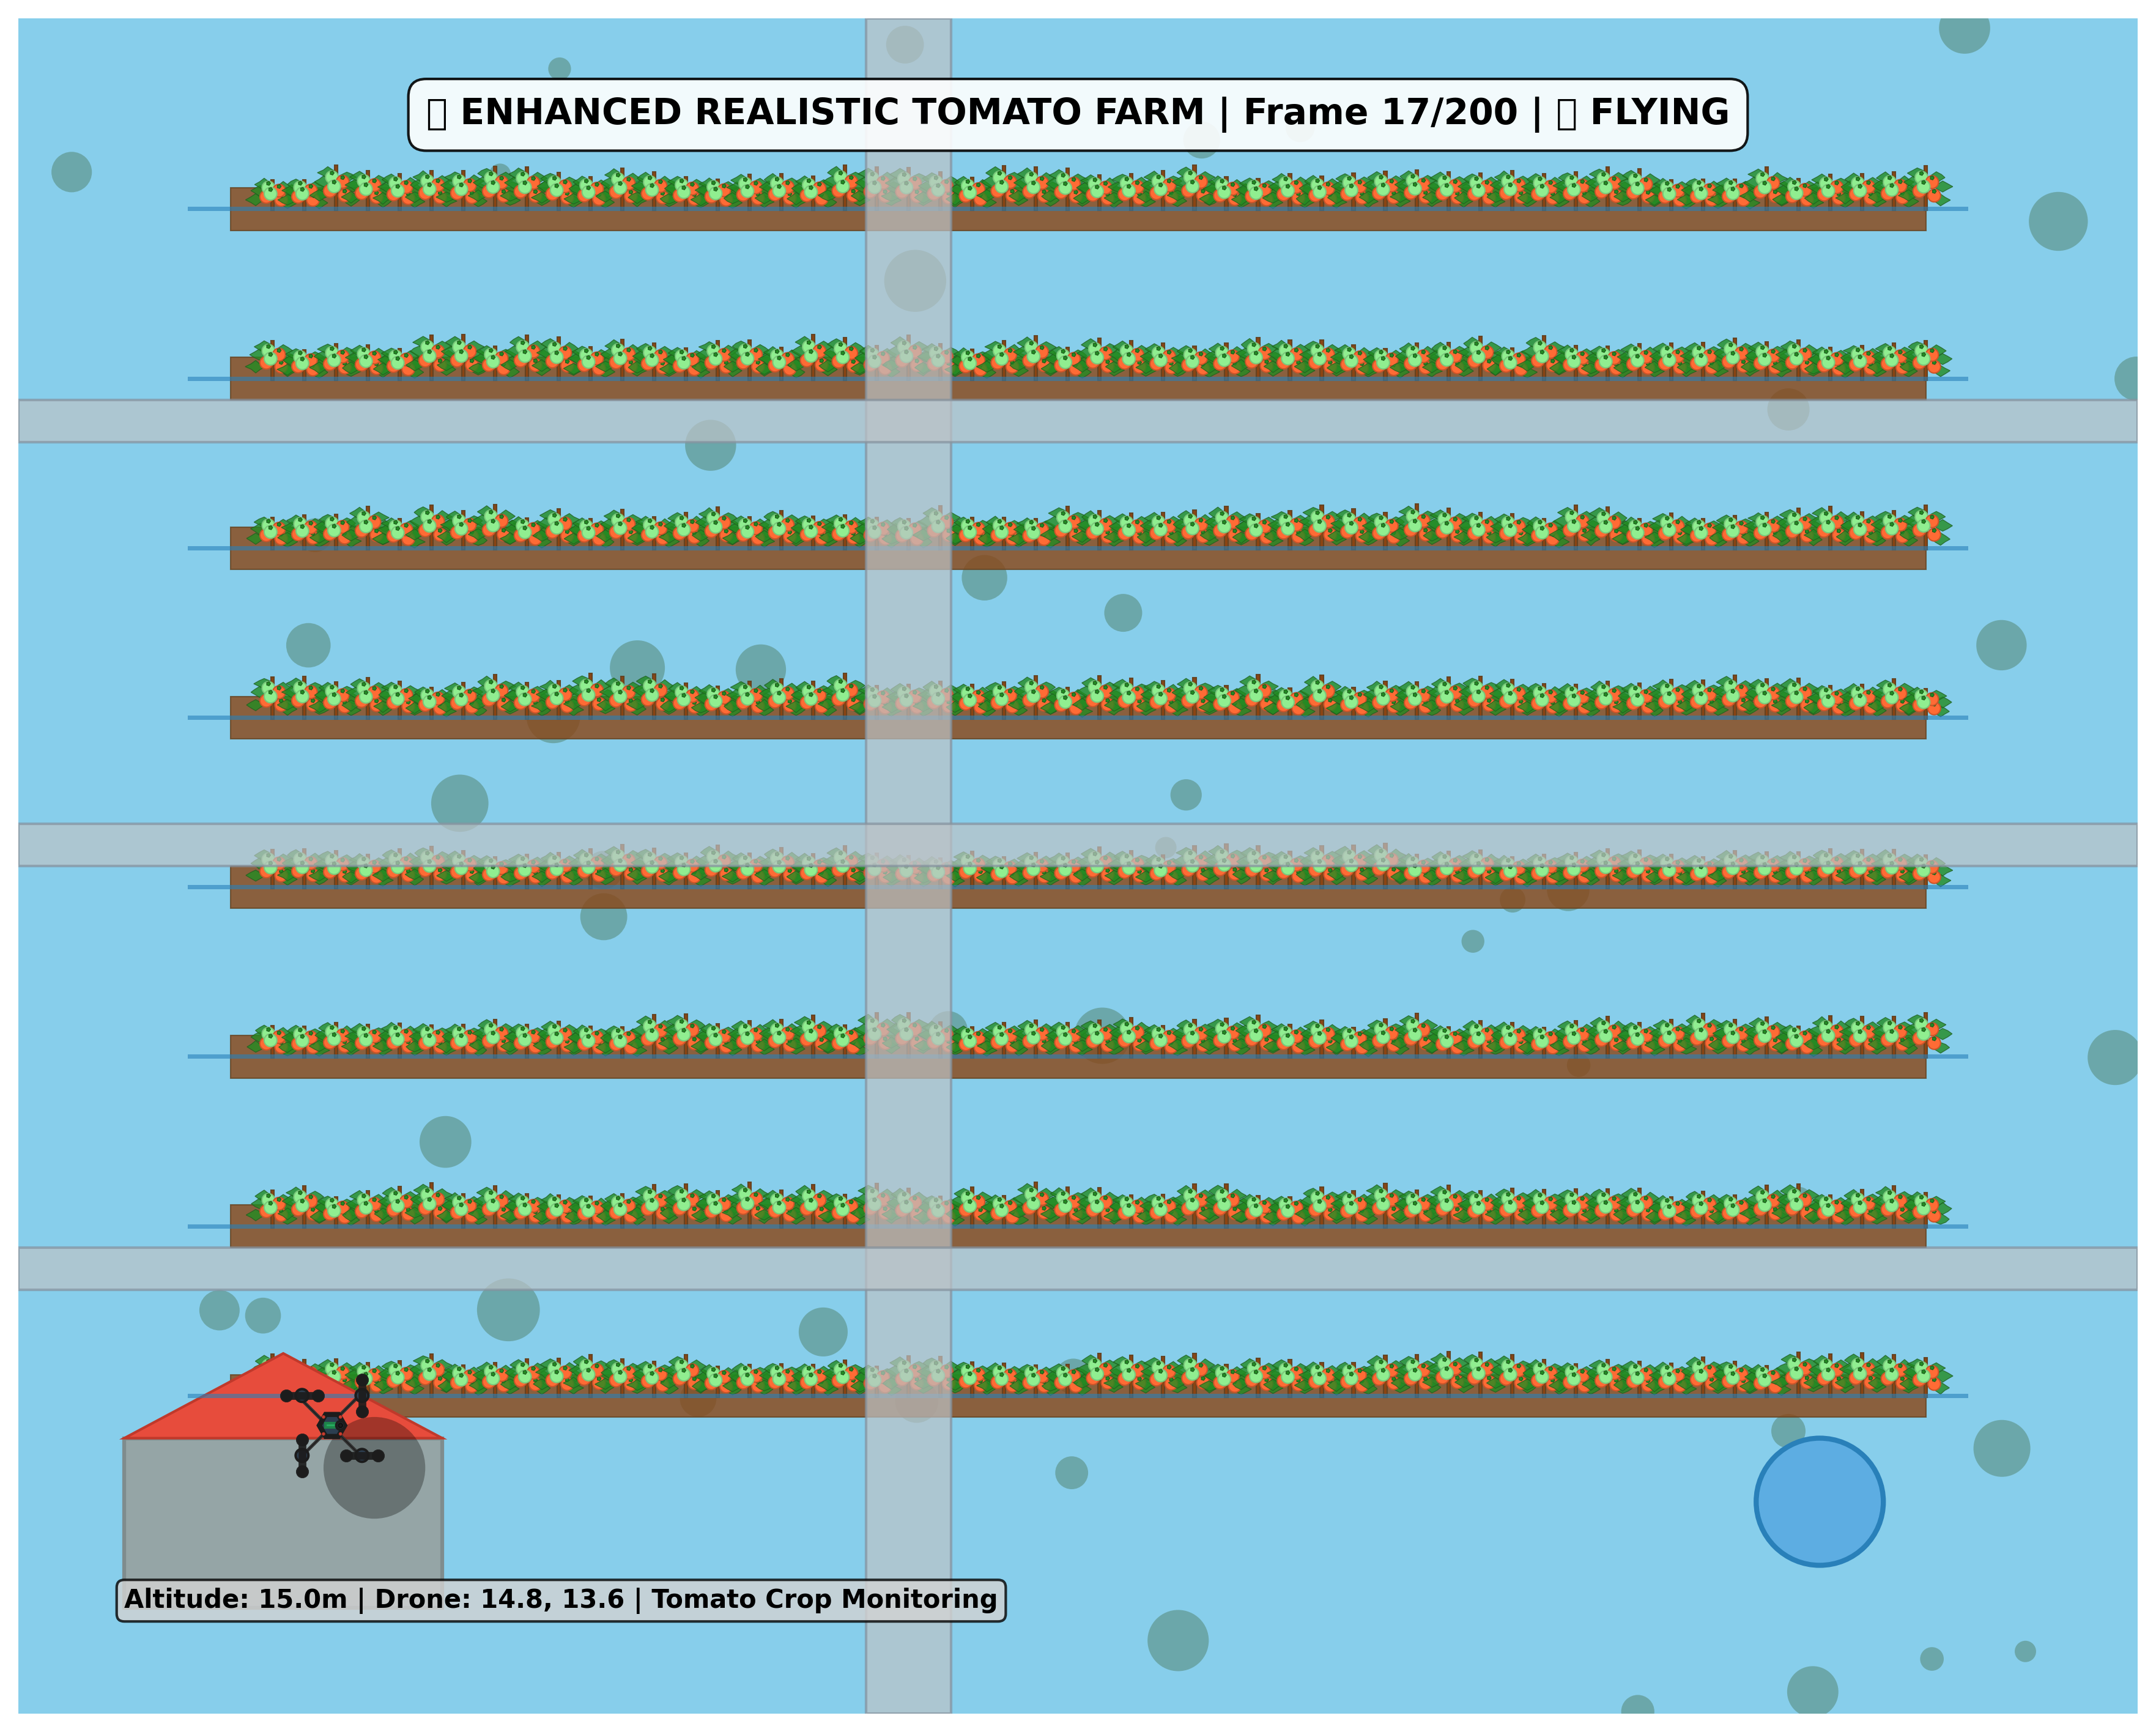 ▯ ENHANCED REALISTIC TOMATO FARM | Frame 17/200 | ▯ FLYING
Altitude: 15.0m | Drone: 14.8, 13.6 | Tomato Crop Monitoring